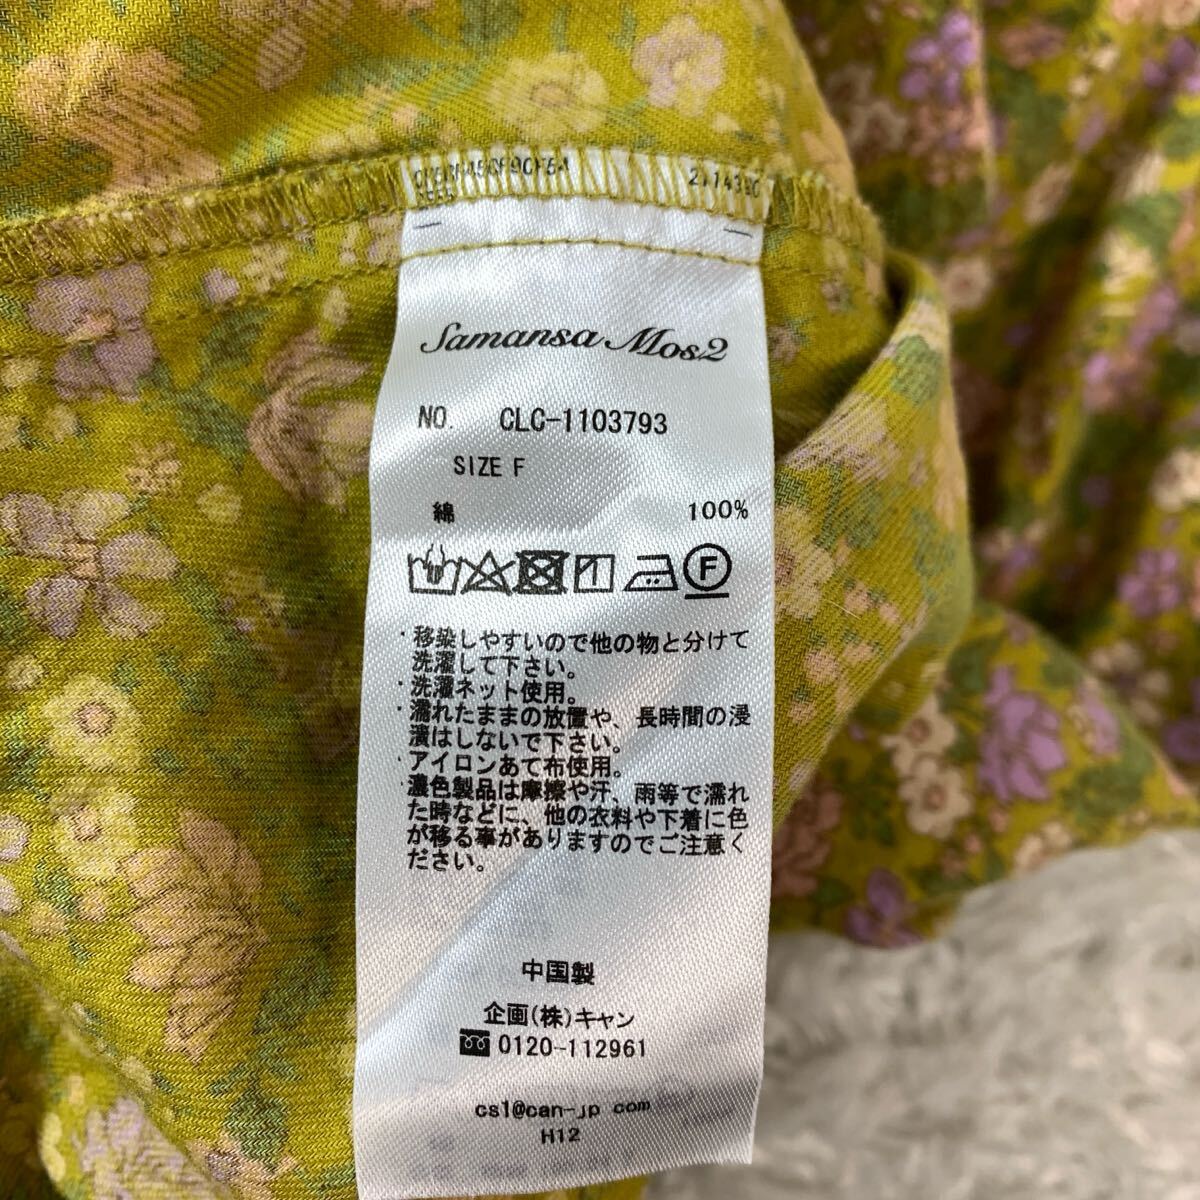 Samansa Mos2
NO. CLC-1103793
SIZE F
綿 100%
F
・移染しやすいので他の物と分けて
洗濯して下さい。
・洗濯ネット使用。
・濡れたままの放置や、長時間の浸
漬はしないで下さい。
・アイロンあて布使用。
・濃色製品は摩擦や汗、雨等で濡れ
た時などに、他の衣料や下着に色
が移る事がありますのでご注意く
ださい。
中国製
企画(株)キャン
0120-112961
cs1@can-jp com
H12